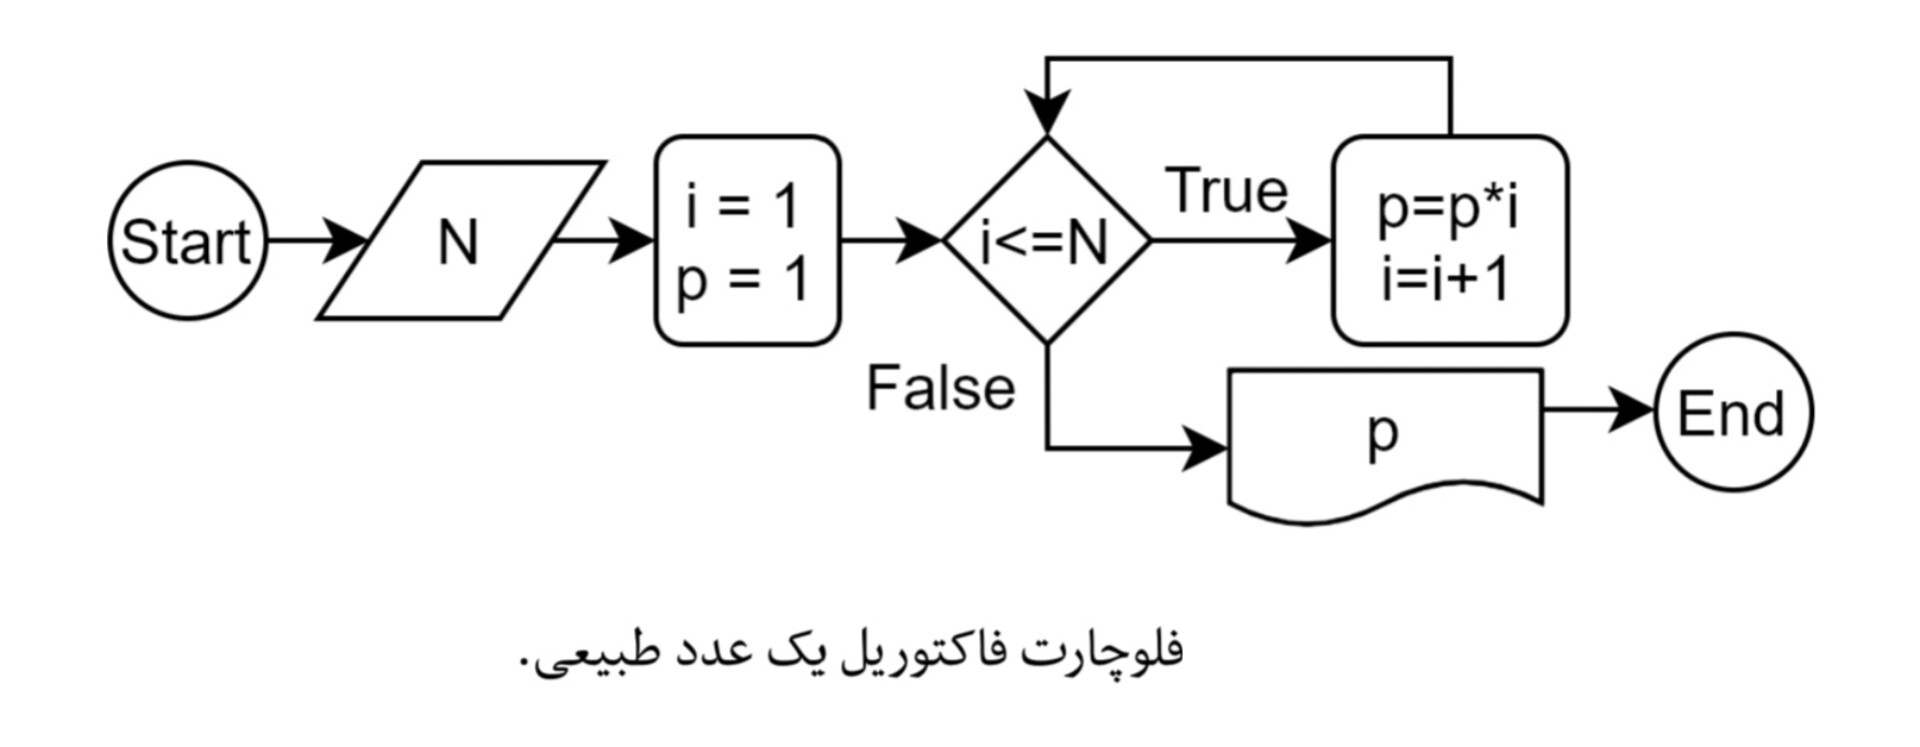 Start
N
i = 1
p = 1
i<=N
True
p=p*i
i=i+1
False
p
End
فلوچارت فاکتوریل یک عدد طبیعی.